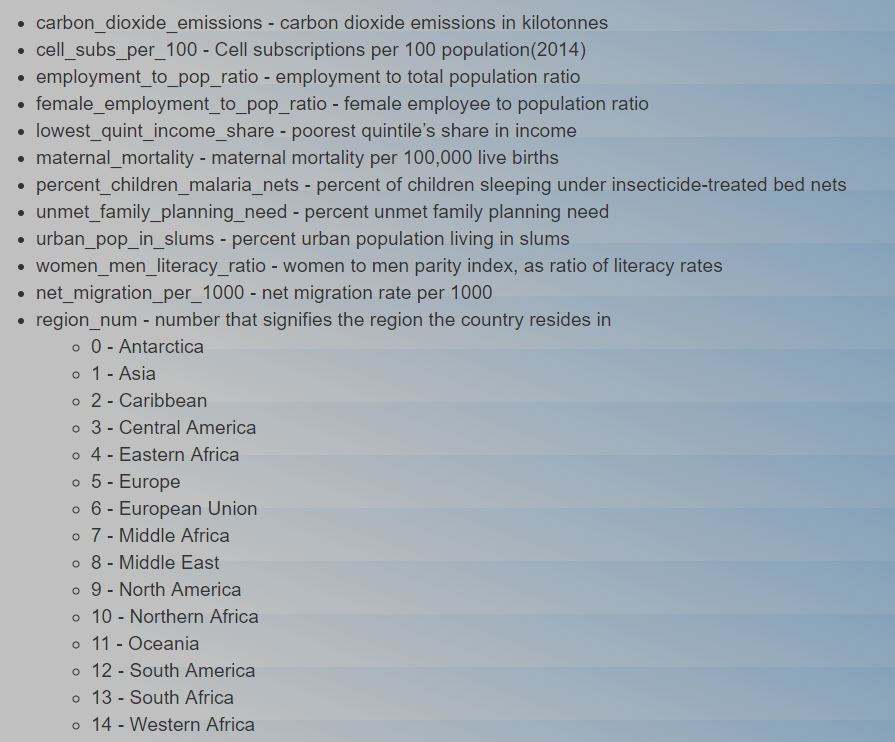 carbon_dioxide_emissions - carbon dioxide emissions in kilotonnes
cell_subs_per_100 - Cell subscriptions per 100 population(2014)
employment_to_pop_ratio - employment to total population ratio
female_employment_to_pop_ratio - female employee to population ratio
lowest_quint_income_share - poorest quintile’s share in income
maternal_mortality - maternal mortality per 100,000 live births
percent_children_malaria_nets - percent of children sleeping under insecticide-treated bed nets
unmet_family_planning_need - percent unmet family planning need
urban_pop_in_slums - percent urban population living in slums
women_men_literacy_ratio - women to men parity index, as ratio of literacy rates
net_migration_per_1000 - net migration rate per 1000
region_num - number that signifies the region the country resides in
0 - Antarctica
1 - Asia
2 - Caribbean
3 - Central America
4 - Eastern Africa
5 - Europe
6 - European Union
7 - Middle Africa
8 - Middle East
9 - North America
10 - Northern Africa
11 - Oceania
12 - South America
13 - South Africa
14 - Western Africa